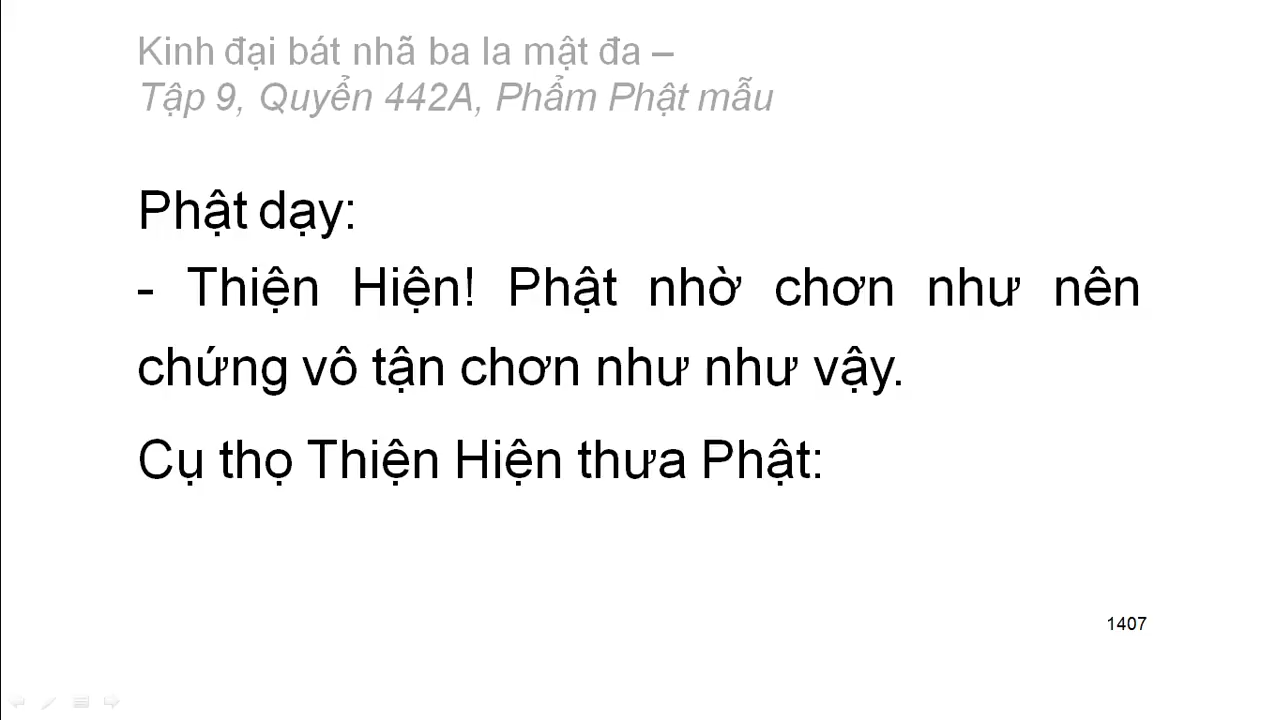 Kinh đại bát nhã ba la mật đa –
Tập 9, Quyển 442A, Phẩm Phật mẫu
Phật dạy:
- Thiện Hiện! Phật nhờ chơn như nên
chứng vô tận chơn như như vậy.
Cụ thọ Thiện Hiện thưa Phật:
1407